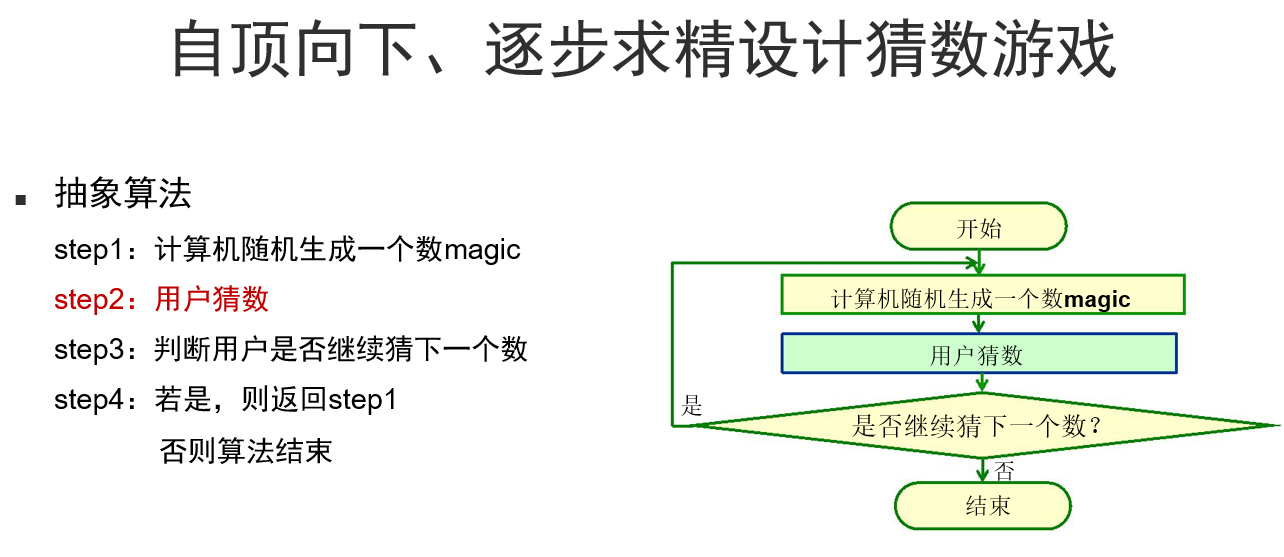 自顶向下、逐步求精设计猜数游戏
抽象算法
step1：计算机随机生成一个数magic
step2：用户猜数
step3：判断用户是否继续猜下一个数
step4：若是，则返回step1
否则算法结束
开始
计算机随机生成一个数magic
用户猜数
是
是否继续猜下一个数？
否
结束